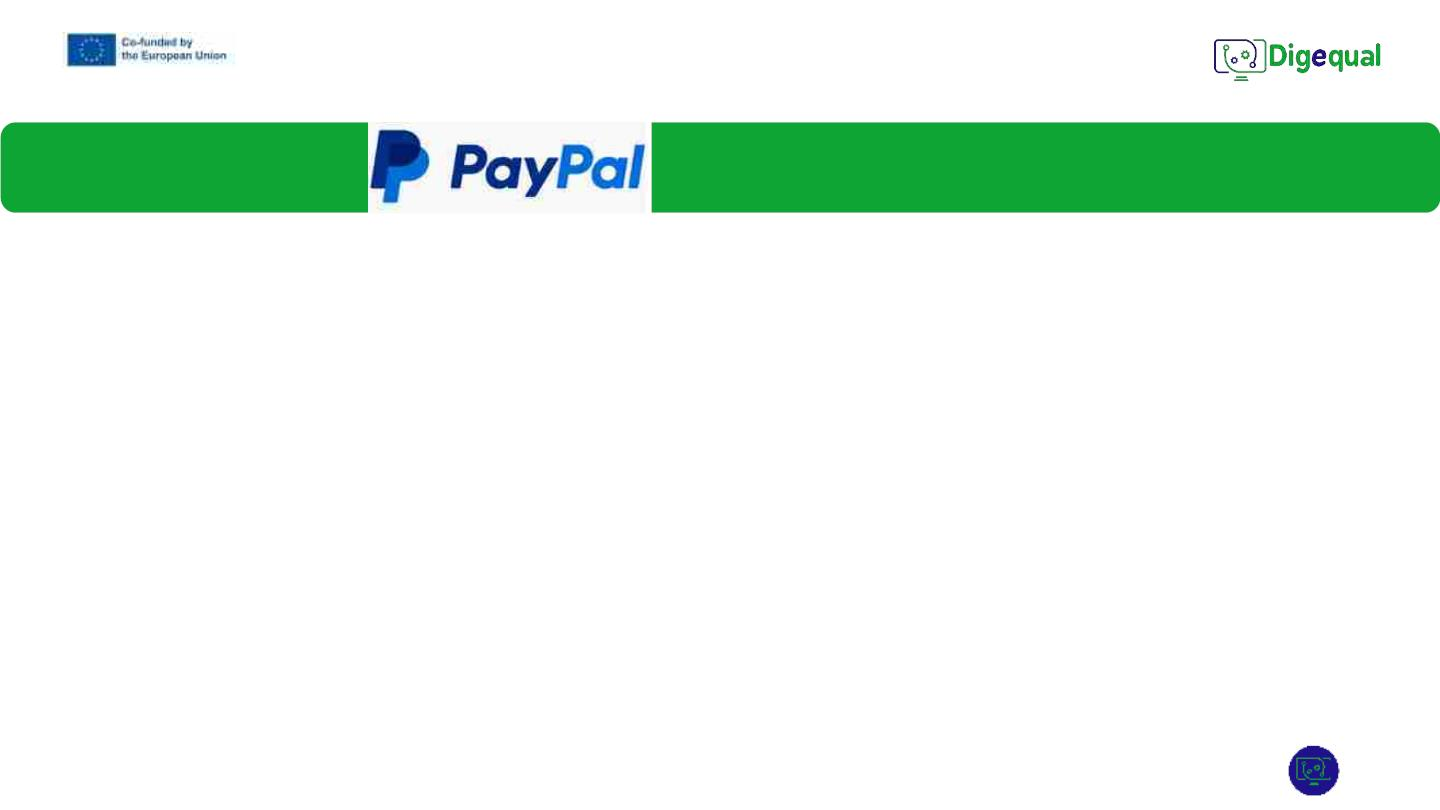 Co-funded by
the European Union
Digequal
PayPal